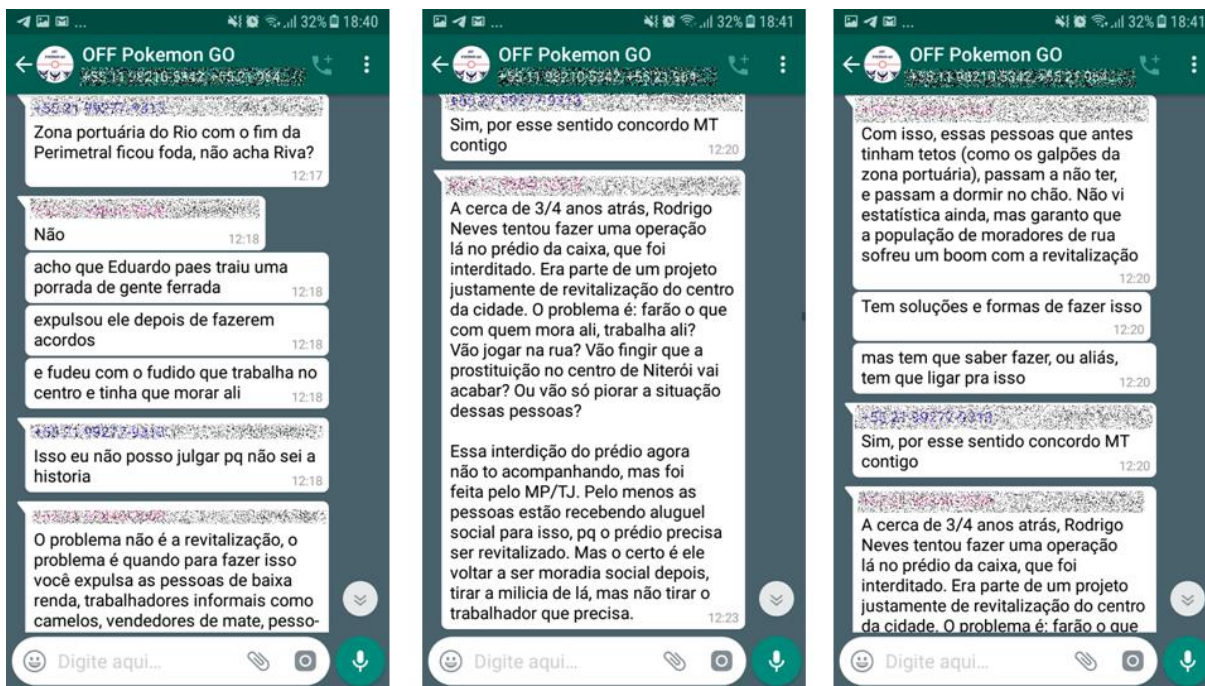 ... 32% 18:40
OFF Pokemon GO
Zona portuária do Rio com o fim da
Perimetral ficou foda, não acha Riva?
12:17
Não
12:18
acho que Eduardo paes traiu uma
porrada de gente ferrada
12:18
expulsou ele depois de fazerem
acordos
12:18
e fudeu com o fudido que trabalha no
centro e tinha que morar ali
12:18
Isso eu não posso julgar pq não sei a
historia
12:18
O problema não é a revitalização, o
problema é quando para fazer isso
você expulsa as pessoas de baixa
renda, trabalhadores informais como
camelos, vendedores de mate, pesso-
Digite aqui...
... 32% 18:41
OFF Pokemon GO
Sim, por esse sentido concordo MT
contigo
12:20
A cerca de 3/4 anos atrás, Rodrigo
Neves tentou fazer uma operação
lá no prédio da caixa, que foi
interditado. Era parte de um projeto
justamente de revitalização do centro
da cidade. O problema é: farão o que
com quem mora ali, trabalha ali?
Vão jogar na rua? Vão fingir que a
prostituição no centro de Niterói vai
acabar? Ou vão só piorar a situação
dessas pessoas?
Essa interdição do prédio agora
não to acompanhando, mas foi
feita pelo MP/TJ. Pelo menos as
pessoas estão recebendo aluguel
social para isso, pq o prédio precisa
ser revitalizado. Mas o certo é ele
voltar a ser moradia social depois,
tirar a milicia de lá, mas não tirar o
trabalhador que precisa.
12:23
Digite aqui...
... 32% 18:41
OFF Pokemon GO
Com isso, essas pessoas que antes
tinham tetos (como os galpões da
zona portuária), passam a não ter,
e passam a dormir no chão. Não vi
estatística ainda, mas garanto que
a população de moradores de rua
sofreu um boom com a revitalização
12:20
Tem soluções e formas de fazer isso
12:20
mas tem que saber fazer, ou aliás,
tem que ligar pra isso
12:20
Sim, por esse sentido concordo MT
contigo
12:20
A cerca de 3/4 anos atrás, Rodrigo
Neves tentou fazer uma operação
lá no prédio da caixa, que foi
interditado. Era parte de um projeto
justamente de revitalização do centro
da cidade. O problema é: farão o que
Digite aqui...